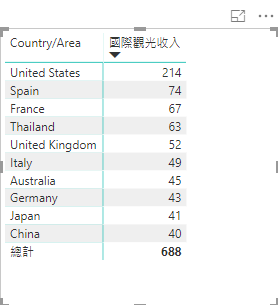 Country/Area 國際觀光收入
United States 214
Spain 74
France 67
Thailand 63
United Kingdom 52
Italy 49
Australia 45
Germany 43
Japan 41
China 40
總計 688